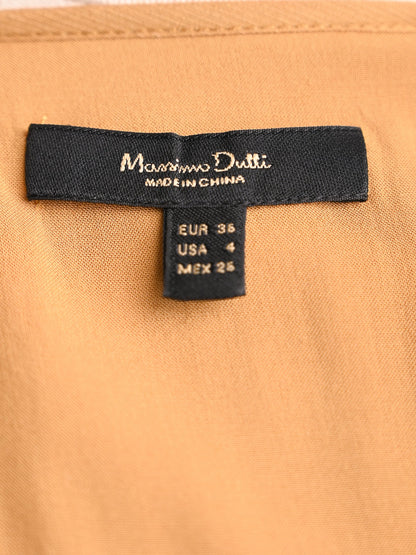 Massimo Dutti
MADE IN CHINA
EUR 36
USA 4
MEX 26